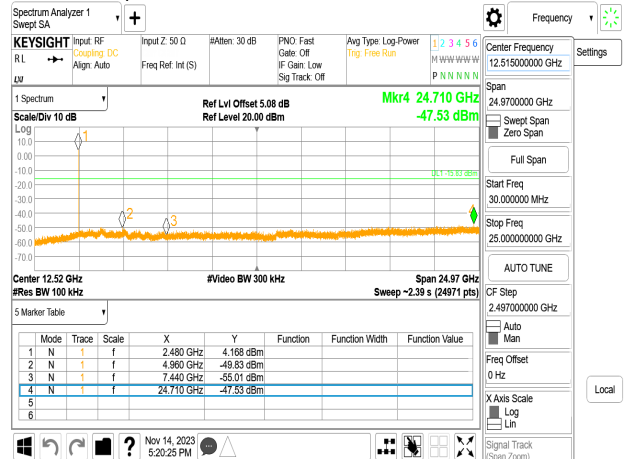 Spectrum Analyzer 1
Swept SA
Frequency
KEYSIGHT
Input: RF
Input Z: 50 Ω
#Atten: 30 dB
PNO: Fast
Avg Type: Log-Power
1 2 3 4 5 6
R L
Coupling: DC
Gate: Off
Trig: Free Run
Align: Auto
Freq Ref: Int (S)
IF Gain: Low
M W W W W W
Sig Track: Off
P N N N N N
LXI
1 Spectrum
Ref Lvl Offset 5.08 dB
Mkr4 24.710 GHz
Scale/Div 10 dB
Ref Level 20.00 dBm
-47.53 dBm
Log
1
10.0
0.00
-10.0
DL1 -15.83 dBm
-20.0
-30.0
-40.0
2
3
-50.0
-60.0
-70.0
Center 12.52 GHz
#Video BW 300 kHz
Span 24.97 GHz
#Res BW 100 kHz
Sweep ~2.39 s (24971 pts)
5 Marker Table
Mode Trace Scale X Y Function Function Width Function Value
1 N 1 f 2.480 GHz 4.168 dBm
2 N 1 f 4.960 GHz -49.83 dBm
3 N 1 f 7.440 GHz -55.01 dBm
4 N 1 f 24.710 GHz -47.53 dBm
5
6
?
Nov 14, 2023
5:20:25 PM
Center Frequency
12.515000000 GHz
Settings
Span
24.9700000 GHz
Swept Span
Zero Span
Full Span
Start Freq
30.000000 MHz
Stop Freq
25.000000000 GHz
AUTO TUNE
CF Step
2.497000000 GHz
Auto
Man
Freq Offset
0 Hz
X Axis Scale
Log
Lin
Local
Signal Track
(Span Zoom)